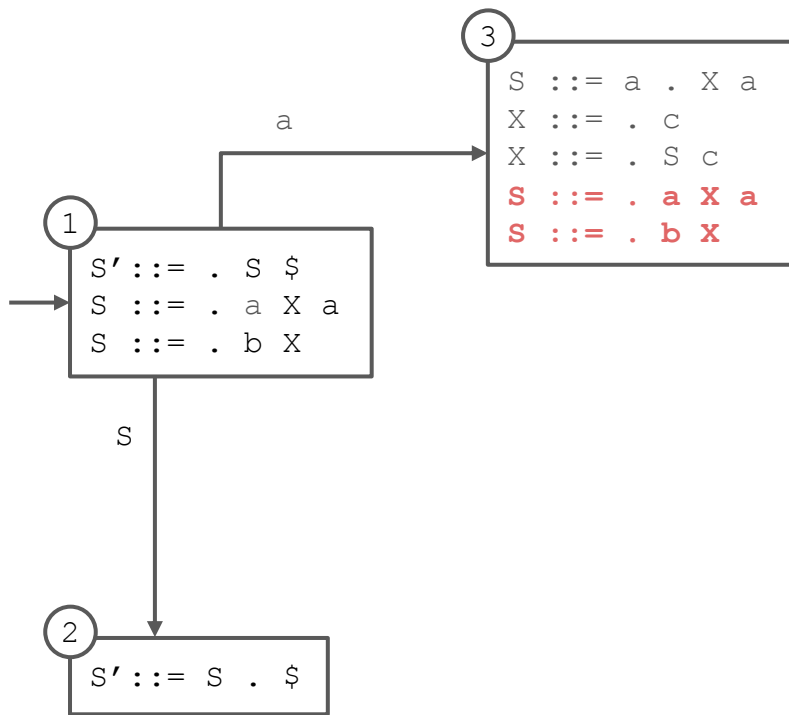 3
S ::= a . X a
X ::= . c
X ::= . S c
S ::= . a X a
S ::= . b X
a
1
S’::= . S $
S ::= . a X a
S ::= . b X
S
2
S’::= S . $